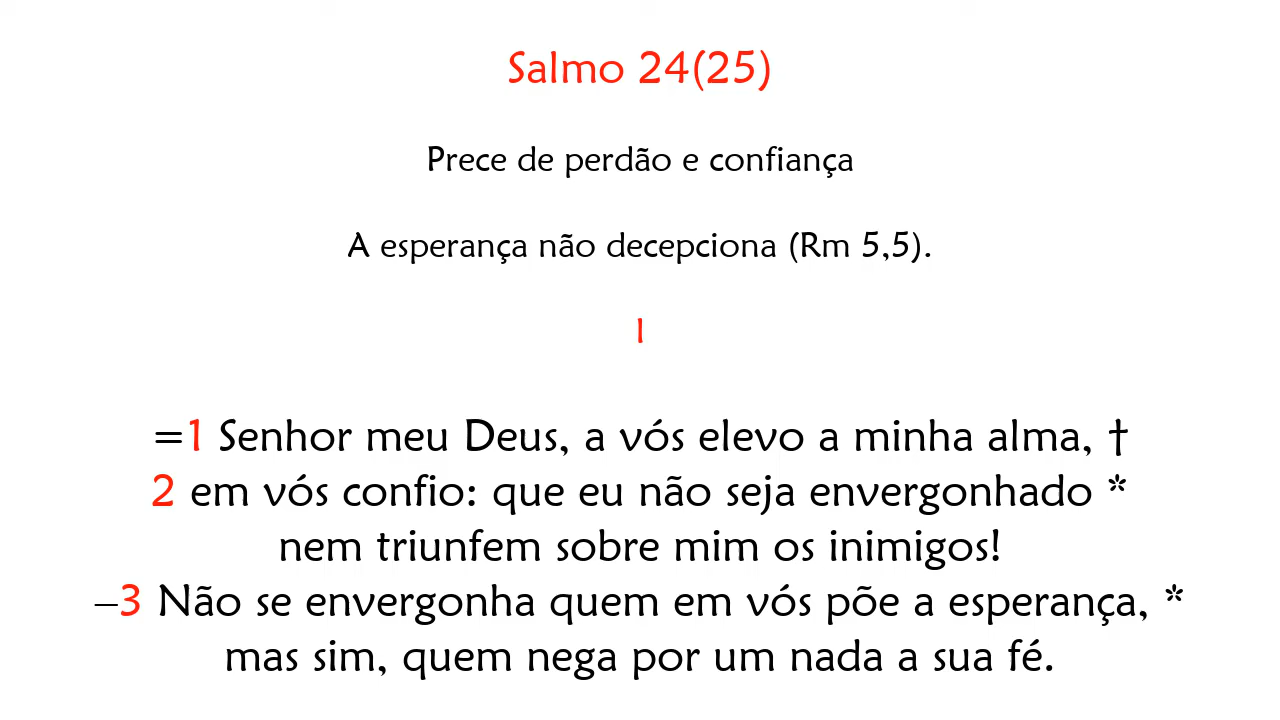 Salmo 24(25)
Prece de perdão e confiança
A esperança não decepciona (Rm 5,5).
I
=1 Senhor meu Deus, a vós elevo a minha alma, †
2 em vós confio: que eu não seja envergonhado *
nem triunfem sobre mim os inimigos!
–3 Não se envergonha quem em vós põe a esperança, *
mas sim, quem nega por um nada a sua fé.